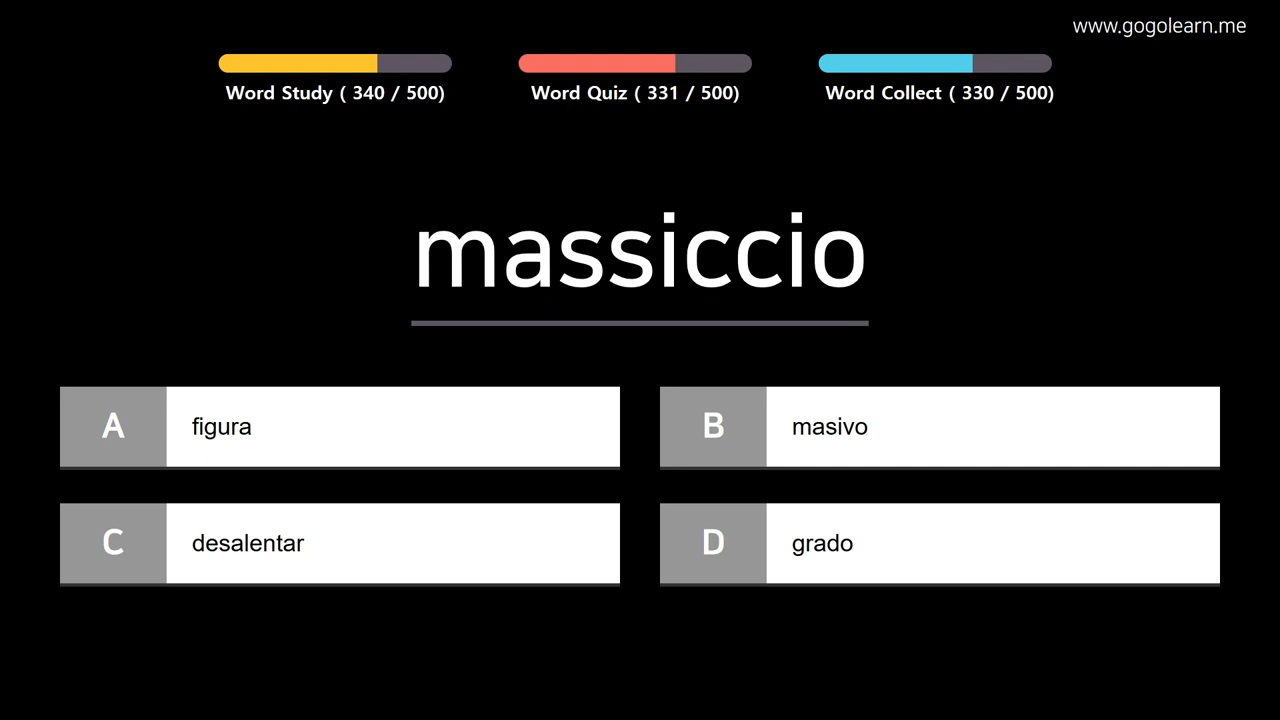 www.gogolearn.me
Word Study ( 340 / 500)
Word Quiz ( 331 / 500)
Word Collect ( 330 / 500)
massiccio
A figura
B masivo
C desalentar
D grado